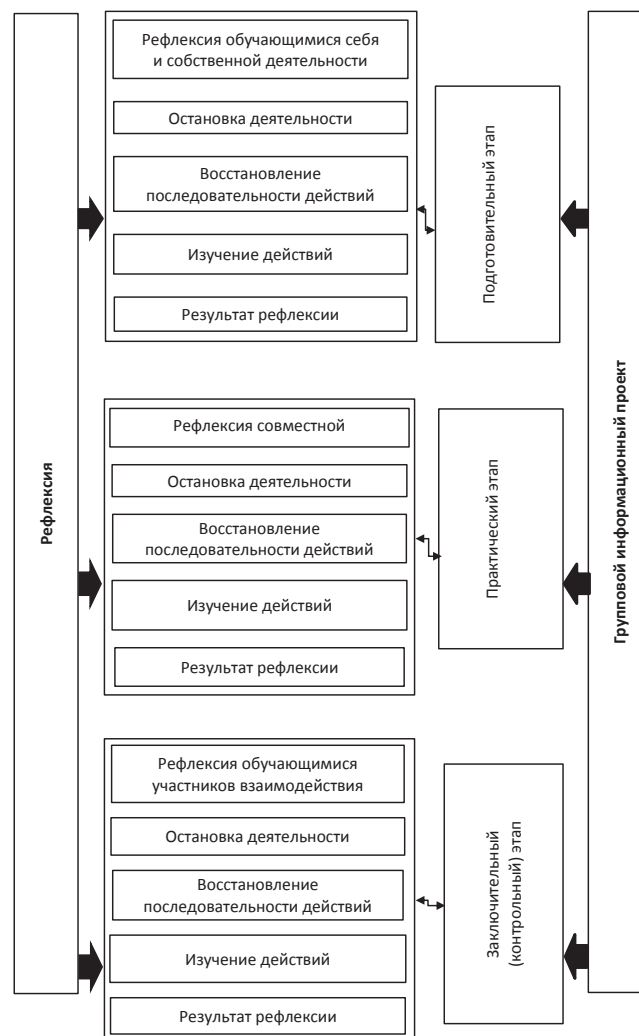 Рефлексия
Рефлексия обучающимися себя
и собственной деятельности
Остановка деятельности
Восстановление
последовательности действий
Изучение действий
Результат рефлексии
Подготовительный этап
Рефлексия совместной
Остановка деятельности
Восстановление
последовательности действий
Изучение действий
Результат рефлексии
Практический этап
Рефлексия обучающимися
участников взаимодействия
Остановка деятельности
Восстановление
последовательности действий
Изучение действий
Результат рефлексии
Заключительный
(контрольный) этап
Групповой информационный проект